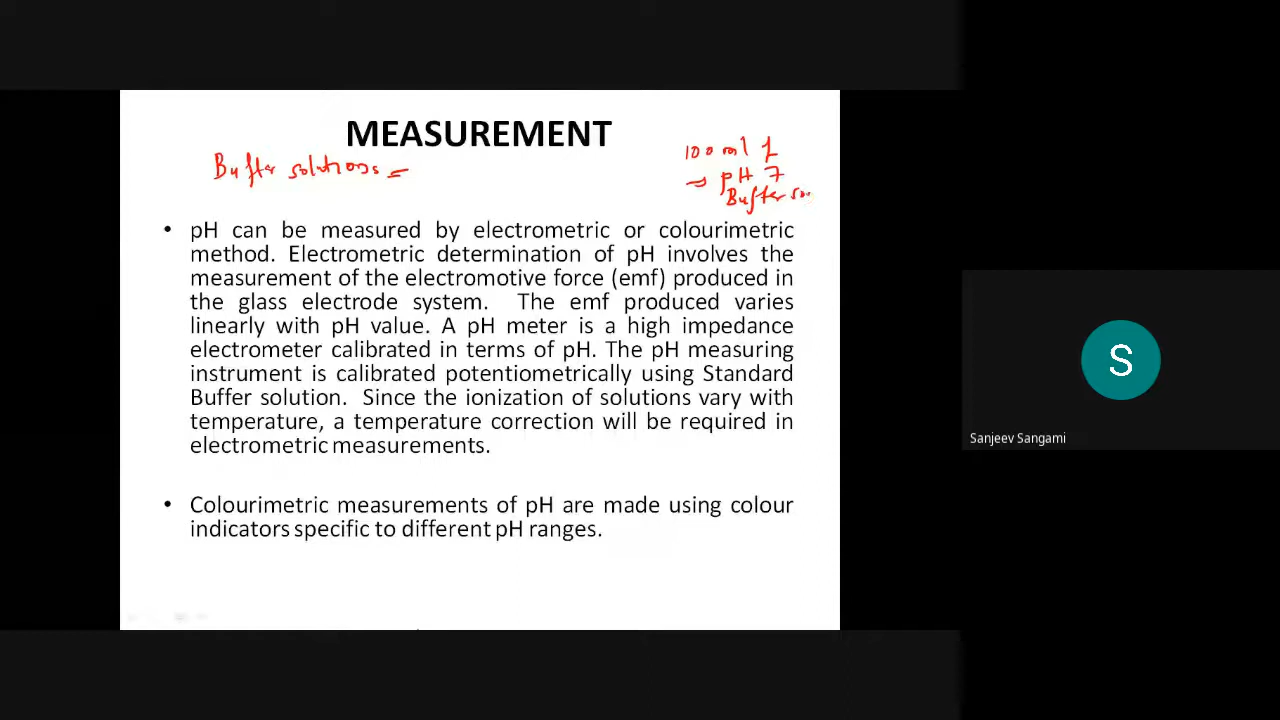 MEASUREMENT
Buffer solutions =
100 ml f
→ pH 7
Buffer so
• pH can be measured by electrometric or colourimetric
method. Electrometric determination of pH involves the
measurement of the electromotive force (emf) produced in
the glass electrode system. The emf produced varies
linearly with pH value. A pH meter is a high impedance
electrometer calibrated in terms of pH. The pH measuring
instrument is calibrated potentiometrically using Standard
Buffer solution. Since the ionization of solutions vary with
temperature, a temperature correction will be required in
electrometric measurements.
• Colourimetric measurements of pH are made using colour
indicators specific to different pH ranges.
S
Sanjeev Sangami